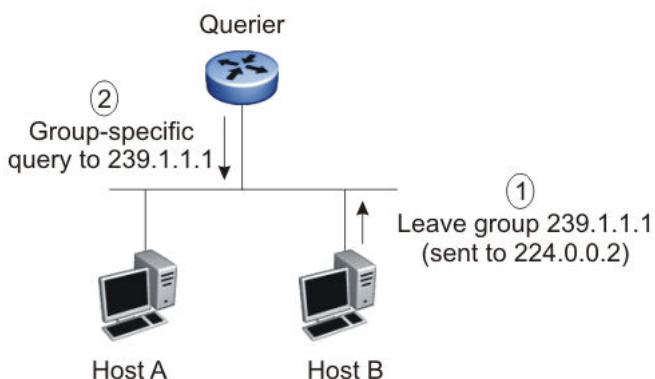 Querier
2
Group-specific
query to 239.1.1.1
1
Leave group 239.1.1.1
(sent to 224.0.0.2)
Host A
Host B